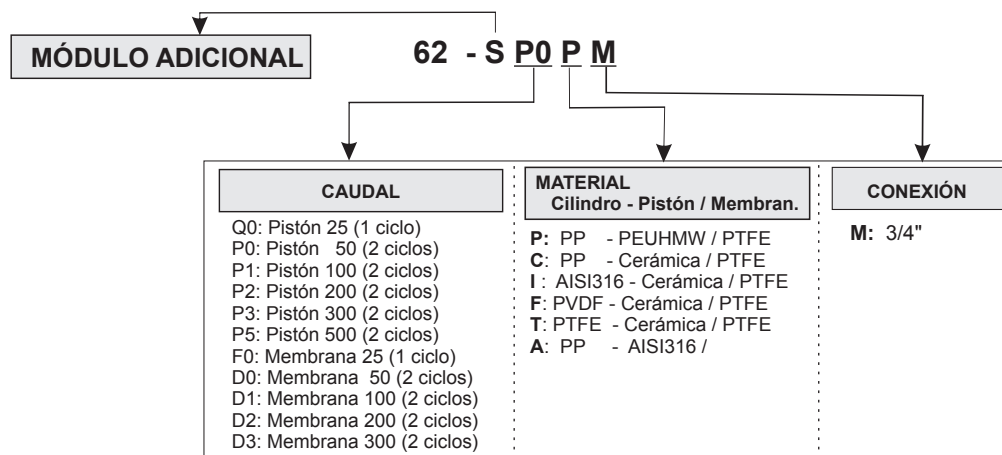 MÓDULO ADICIONAL
62 - S P0 P M
CAUDAL
Q0: Pistón 25 (1 ciclo)
P0: Pistón 50 (2 ciclos)
P1: Pistón 100 (2 ciclos)
P2: Pistón 200 (2 ciclos)
P3: Pistón 300 (2 ciclos)
P5: Pistón 500 (2 ciclos)
F0: Membrana 25 (1 ciclo)
D0: Membrana 50 (2 ciclos)
D1: Membrana 100 (2 ciclos)
D2: Membrana 200 (2 ciclos)
D3: Membrana 300 (2 ciclos)
MATERIAL
Cilindro - Pistón / Membran.
P: PP - PEUHMW / PTFE
C: PP - Cerámica / PTFE
I : AISI316 - Cerámica / PTFE
F: PVDF - Cerámica / PTFE
T: PTFE - Cerámica / PTFE
A: PP - AISI316 /
CONEXIÓN
M: 3/4"